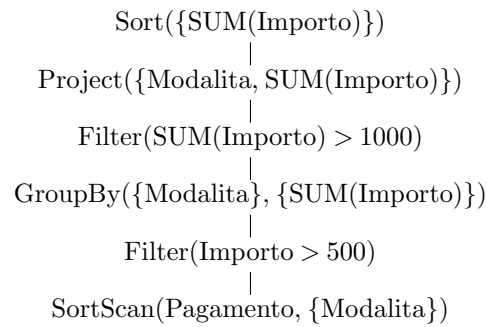 Sort({SUM(Importo)})
Project({Modalita, SUM(Importo)})
Filter(SUM(Importo) > 1000)
GroupBy({Modalita}, {SUM(Importo)})
Filter(Importo > 500)
SortScan(Pagamento, {Modalita})